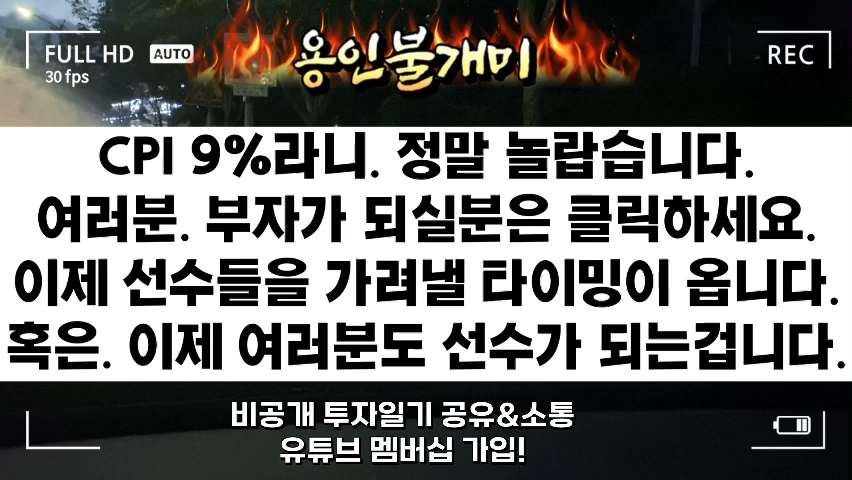 FULL HD AUTO
30 fps
용인불개미
REC
CPI 9%라니. 정말 놀랍습니다.
여러분. 부자가 되실분은 클릭하세요.
이제 선수들을 가려낼 타이밍이 옵니다.
혹은. 이제 여러분도 선수가 되는겁니다.
비공개 투자일기 공유&소통
유튜브 멤버십 가입!